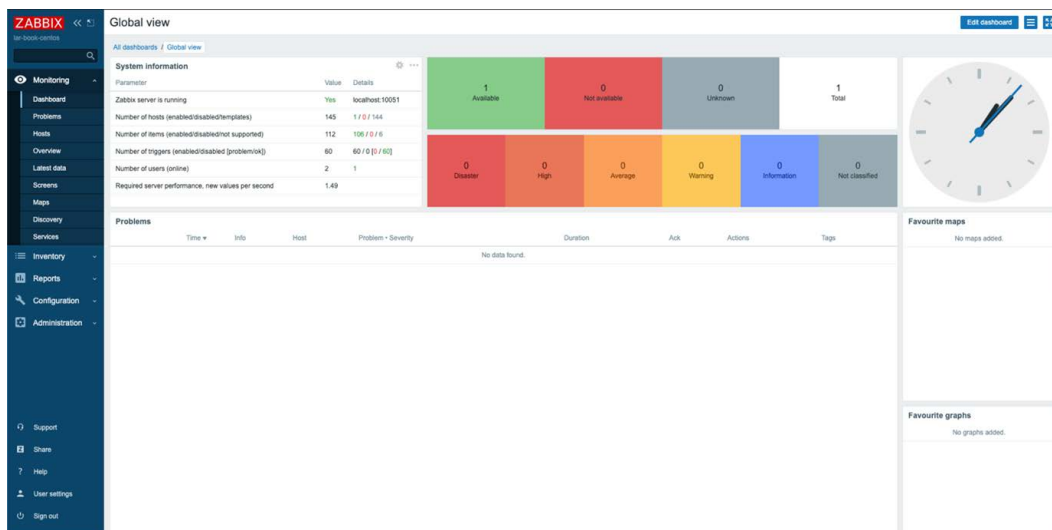 ZABBIX
lar-book-centos
Monitoring
Dashboard
Problems
Hosts
Overview
Latest data
Screens
Maps
Discovery
Services
Inventory
Reports
Configuration
Administration
Support
Share
Help
User settings
Sign out
Global view
Edit dashboard
All dashboards / Global view
System information
Parameter Value Details
Zabbix server is running Yes localhost:10051
Number of hosts (enabled/disabled/templates) 145 1 / 0 / 144
Number of items (enabled/disabled/not supported) 112 106 / 0 / 6
Number of triggers (enabled/disabled [problem/ok]) 60 60 / 0 [0 / 60]
Number of users (online) 2 1
Required server performance, new values per second 1.49
1 0 0 1
Available Not available Unknown Total
0 0 0 0 0 0
Disaster High Average Warning Information Not classified
Problems
Time ▼ Info Host Problem • Severity Duration Ack Actions Tags
No data found.
Favourite maps
No maps added.
Favourite graphs
No graphs added.